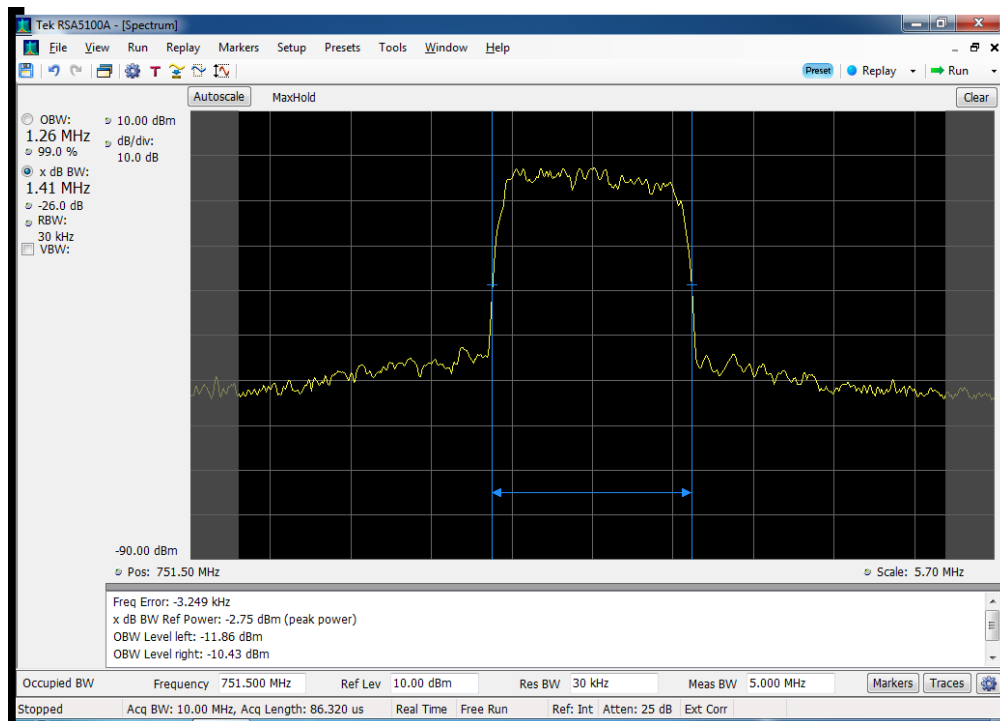 Tek RSA5100A - [Spectrum]
File View Run Replay Markers Setup Presets Tools Window Help
Preset Replay Run
Autoscale MaxHold Clear
OBW:
1.26 MHz
99.0 %
x dB BW:
1.41 MHz
-26.0 dB
RBW:
30 kHz
VBW:
10.00 dBm
dB/div:
10.0 dB
-90.00 dBm
Pos: 751.50 MHz Scale: 5.70 MHz
Freq Error: -3.249 kHz
x dB BW Ref Power: -2.75 dBm (peak power)
OBW Level left: -11.86 dBm
OBW Level right: -10.43 dBm
Occupied BW Frequency 751.500 MHz Ref Lev 10.00 dBm Res BW 30 kHz Meas BW 5.000 MHz Markers Traces
Stopped Acq BW: 10.00 MHz, Acq Length: 86.320 us Real Time Free Run Ref: Int Atten: 25 dB Ext Corr